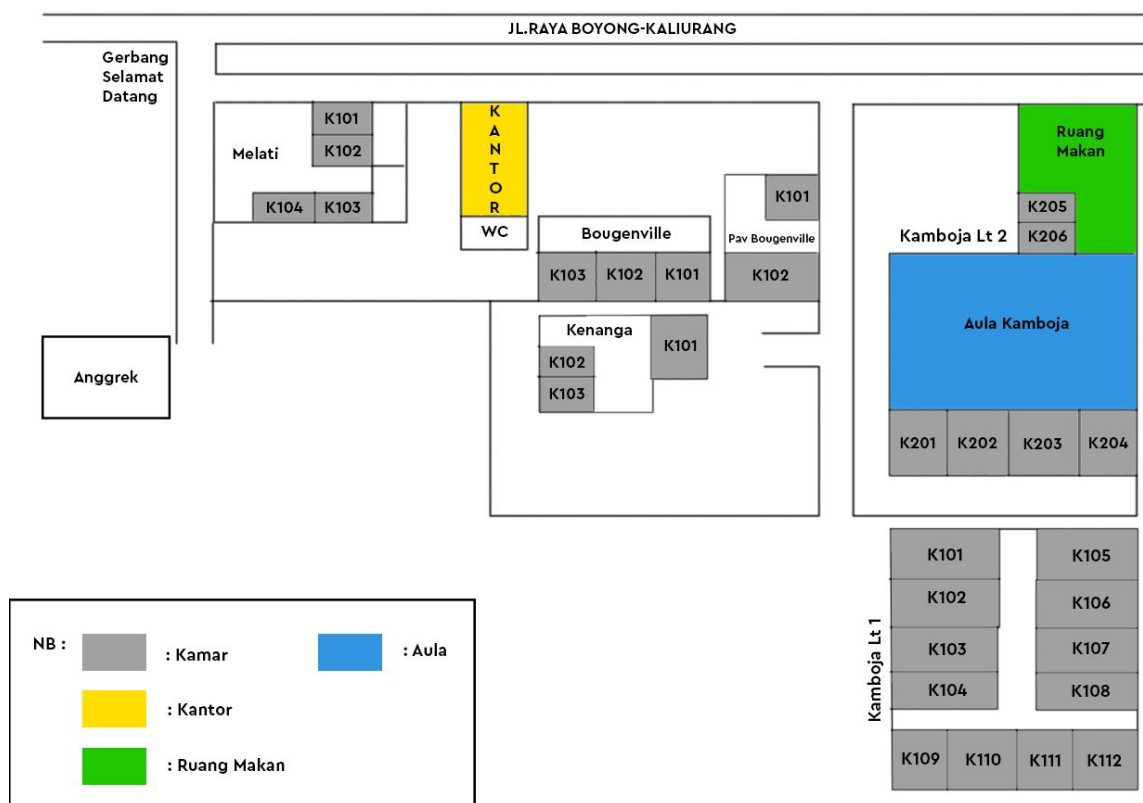 JL.RAYA BOYONG-KALIURANG
Gerbang
Selamat
Datang
Melati
K101
K102
K104
K103
KANTOR
WC
Bougenville
K103
K102
K101
K101
Pav Bougenville
K102
Kenanga
K101
K102
K103
Anggrek
Ruang
Makan
K205
K206
Kamboja Lt 2
Aula Kamboja
K201
K202
K203
K204
Kamboja Lt 1
K101
K105
K102
K106
K103
K107
K104
K108
K109
K110
K111
K112
NB :
: Kamar
: Aula
: Kantor
: Ruang Makan